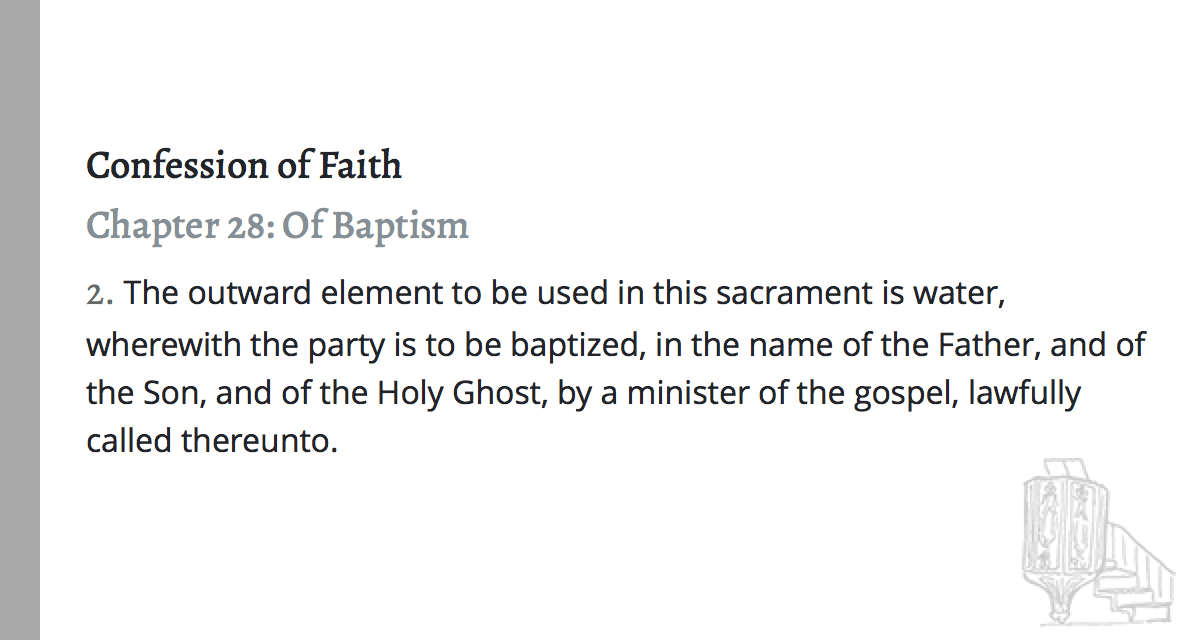 Confession of Faith
Chapter 28: Of Baptism
2. The outward element to be used in this sacrament is water,
wherewith the party is to be baptized, in the name of the Father, and of
the Son, and of the Holy Ghost, by a minister of the gospel, lawfully
called thereunto.